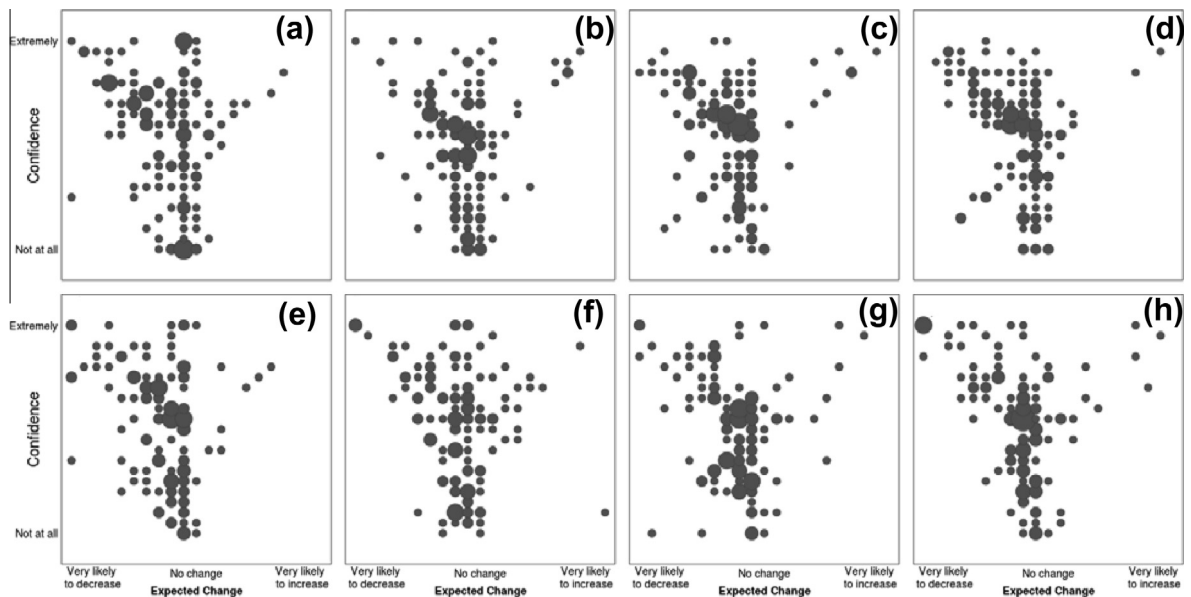 (a)
(b)
(c)
(d)
Extremely
Confidence
Not at all
(e)
(f)
(g)
(h)
Extremely
Confidence
Not at all
Very likely
to decrease
No change
Very likely
to increase
Expected Change
Very likely
to decrease
No change
Very likely
to increase
Expected Change
Very likely
to decrease
No change
Very likely
to increase
Expected Change
Very likely
to decrease
No change
Very likely
to increase
Expected Change